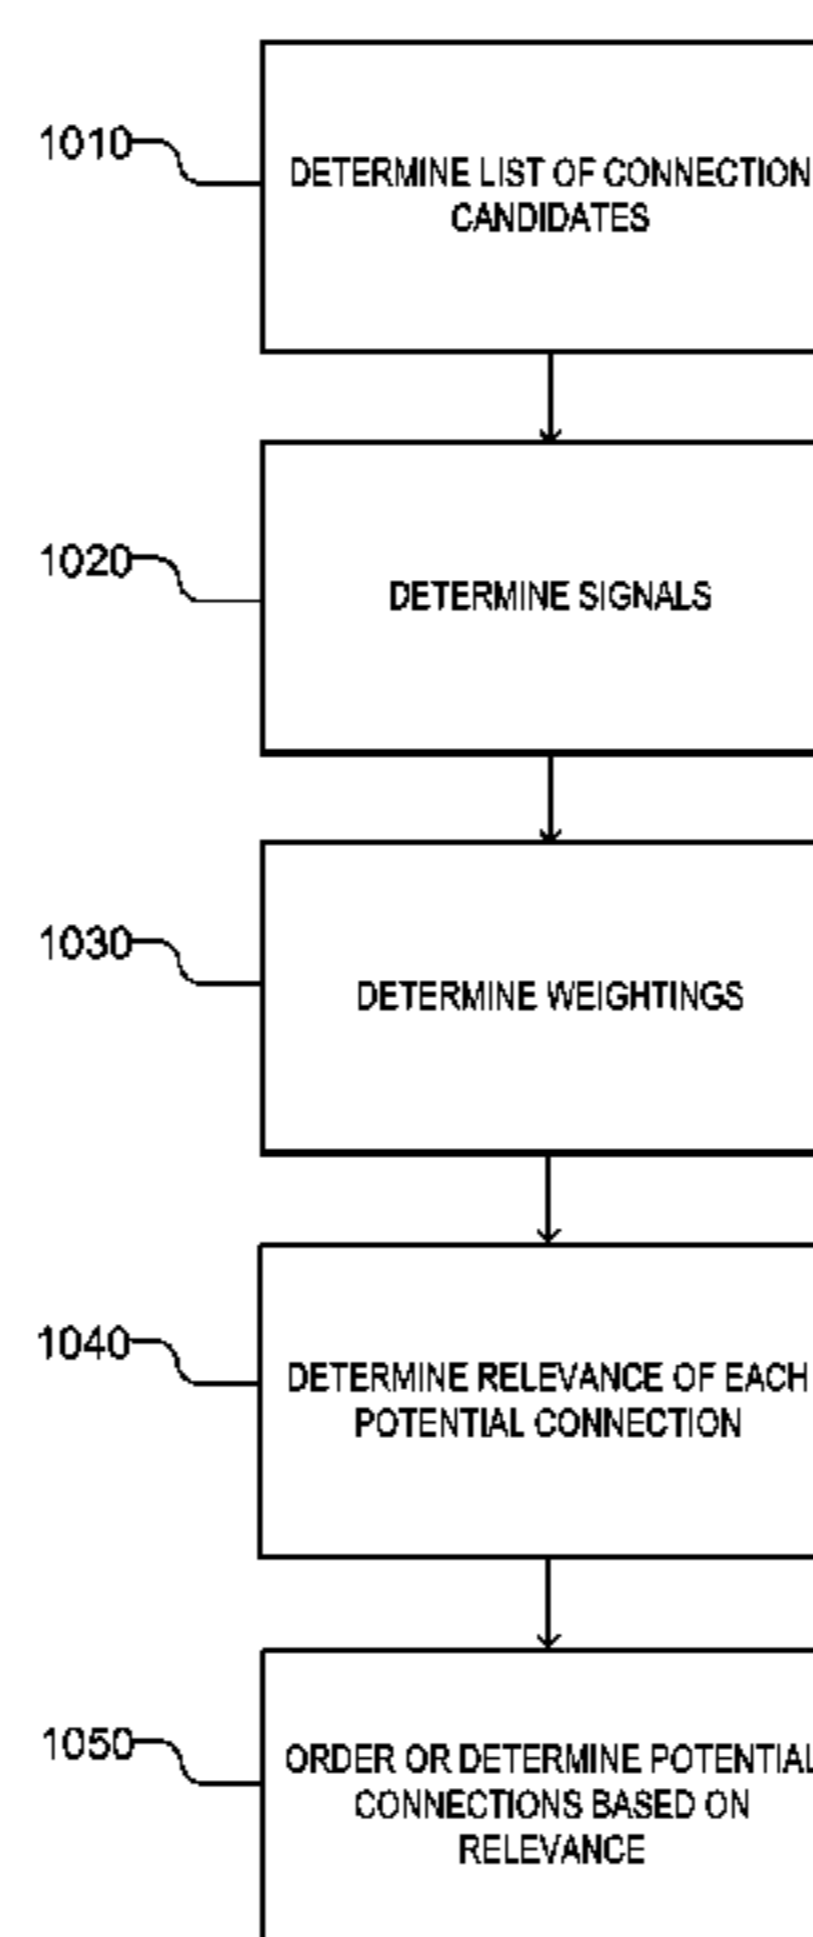 1010
DETERMINE LIST OF CONNECTION
CANDIDATES
1020
DETERMINE SIGNALS
1030
DETERMINE WEIGHTINGS
1040
DETERMINE RELEVANCE OF EACH
POTENTIAL CONNECTION
1050
ORDER OR DETERMINE POTENTIAL
CONNECTIONS BASED ON
RELEVANCE